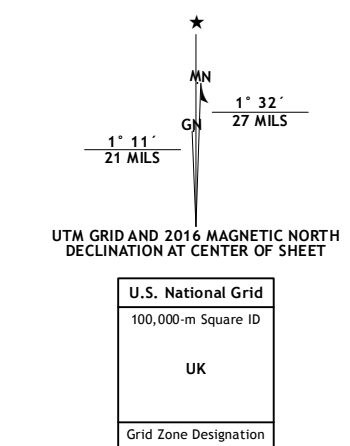 ★
MN
1° 32´
27 MILS
GN
1° 11´
21 MILS
UTM GRID AND 2016 MAGNETIC NORTH
DECLINATION AT CENTER OF SHEET
U.S. National Grid
100,000-m Square ID
UK
Grid Zone Designation